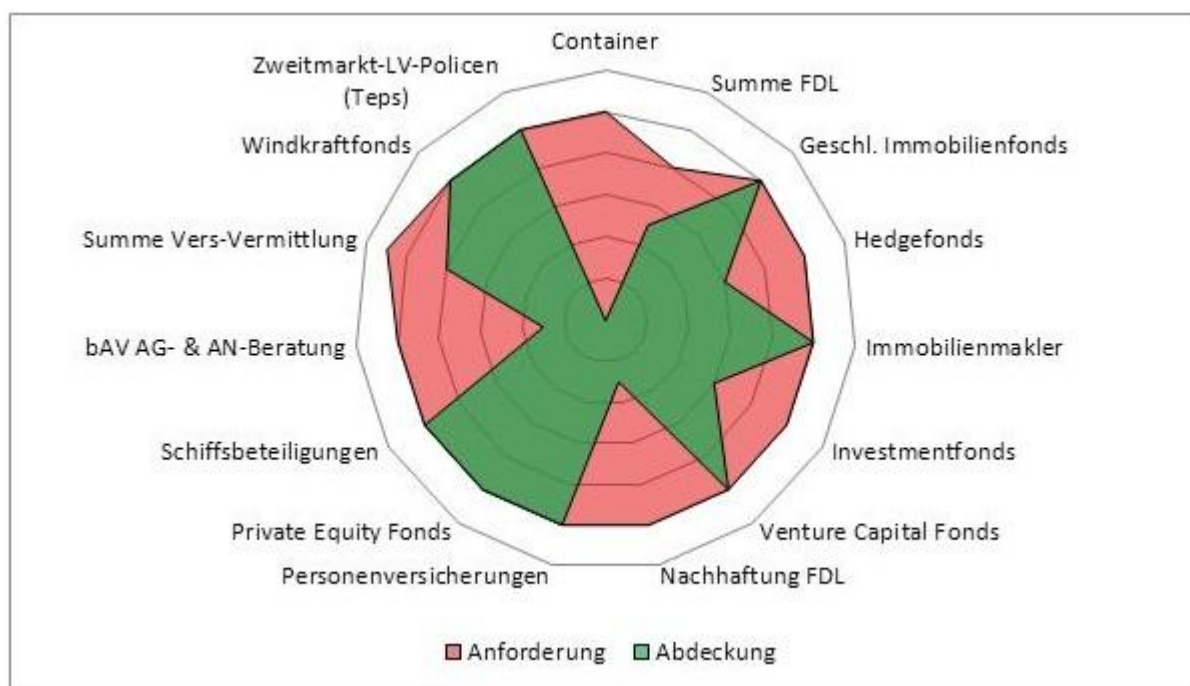 Container
Zweitmarkt-LV-Policen
(Teps)
Summe FDL
Windkraftfonds
Geschl. Immobilienfonds
Summe Vers-Vermittlung
Hedgefonds
bAV AG- & AN-Beratung
Immobilienmakler
Schiffsbeteiligungen
Investmentfonds
Private Equity Fonds
Venture Capital Fonds
Personenversicherungen
Nachhaftung FDL
Anforderung
Abdeckung